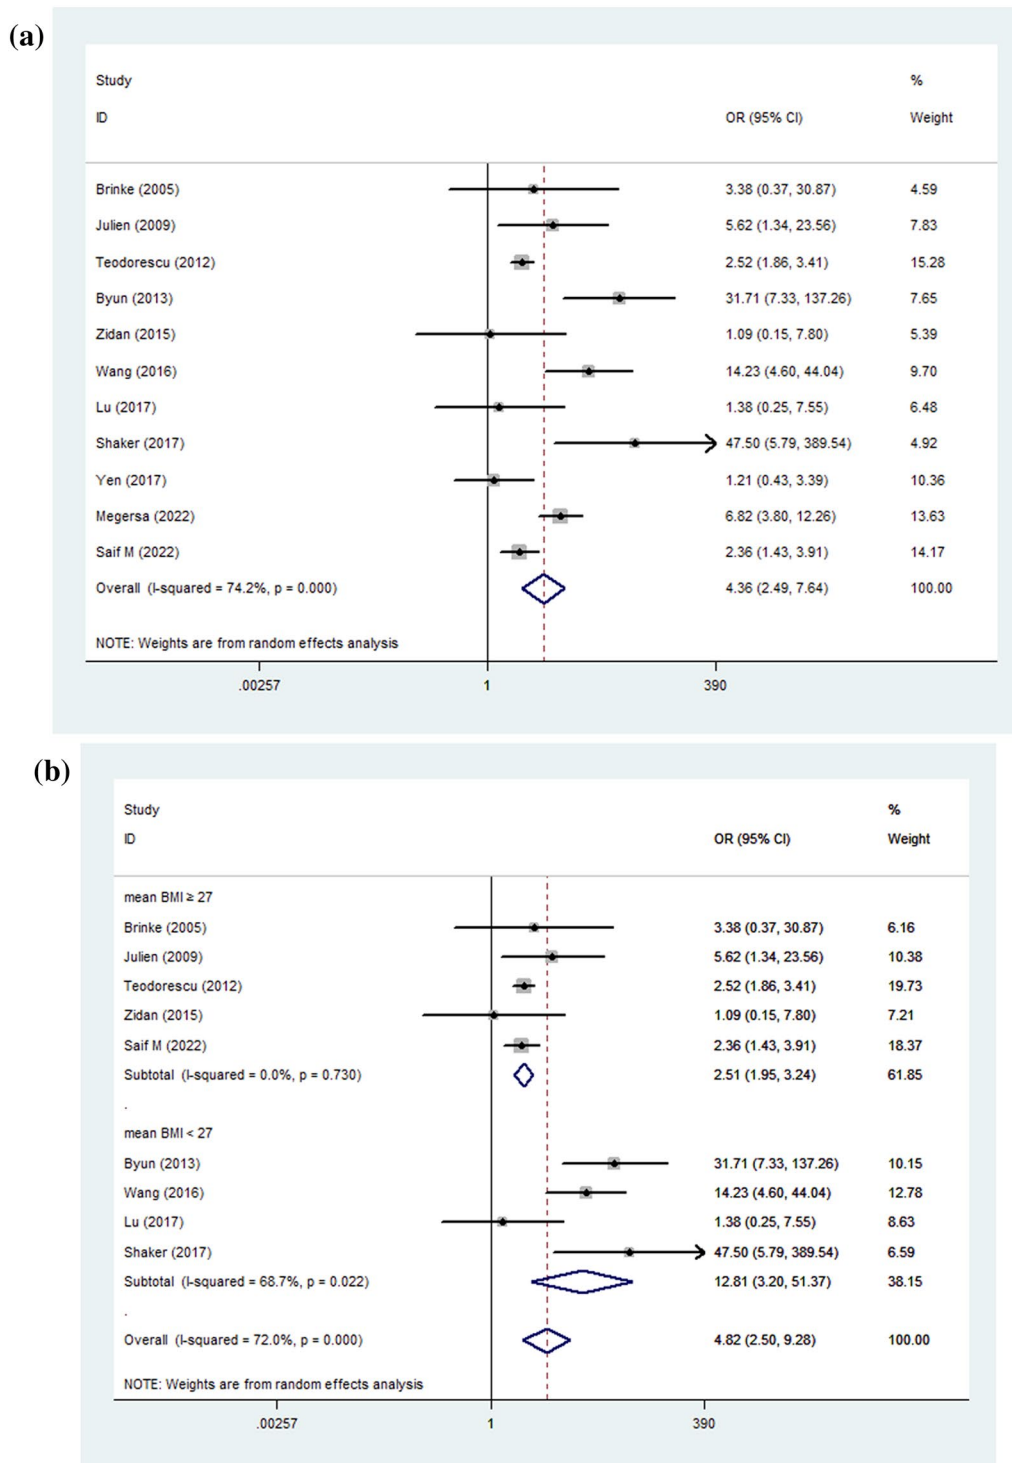 (a)
Study %
ID OR (95% CI) Weight
Brinke (2005) 3.38 (0.37, 30.87) 4.59
Julien (2009) 5.62 (1.34, 23.56) 7.83
Teodorescu (2012) 2.52 (1.86, 3.41) 15.28
Byun (2013) 31.71 (7.33, 137.26) 7.65
Zidan (2015) 1.09 (0.15, 7.80) 5.39
Wang (2016) 14.23 (4.60, 44.04) 9.70
Lu (2017) 1.38 (0.25, 7.55) 6.48
Shaker (2017) 47.50 (5.79, 389.54) 4.92
Yen (2017) 1.21 (0.43, 3.39) 10.36
Megersa (2022) 6.82 (3.80, 12.26) 13.63
Saif M (2022) 2.36 (1.43, 3.91) 14.17
Overall (I-squared = 74.2%, p = 0.000) 4.36 (2.49, 7.64) 100.00
NOTE: Weights are from random effects analysis
.00257 1 390
(b)
Study %
ID OR (95% CI) Weight
mean BMI ≥ 27
Brinke (2005) 3.38 (0.37, 30.87) 6.16
Julien (2009) 5.62 (1.34, 23.56) 10.38
Teodorescu (2012) 2.52 (1.86, 3.41) 19.73
Zidan (2015) 1.09 (0.15, 7.80) 7.21
Saif M (2022) 2.36 (1.43, 3.91) 18.37
Subtotal (I-squared = 0.0%, p = 0.730) 2.51 (1.95, 3.24) 61.85
.
mean BMI < 27
Byun (2013) 31.71 (7.33, 137.26) 10.15
Wang (2016) 14.23 (4.60, 44.04) 12.78
Lu (2017) 1.38 (0.25, 7.55) 8.63
Shaker (2017) 47.50 (5.79, 389.54) 6.59
Subtotal (I-squared = 68.7%, p = 0.022) 12.81 (3.20, 51.37) 38.15
.
Overall (I-squared = 72.0%, p = 0.000) 4.82 (2.50, 9.28) 100.00
NOTE: Weights are from random effects analysis
.00257 1 390